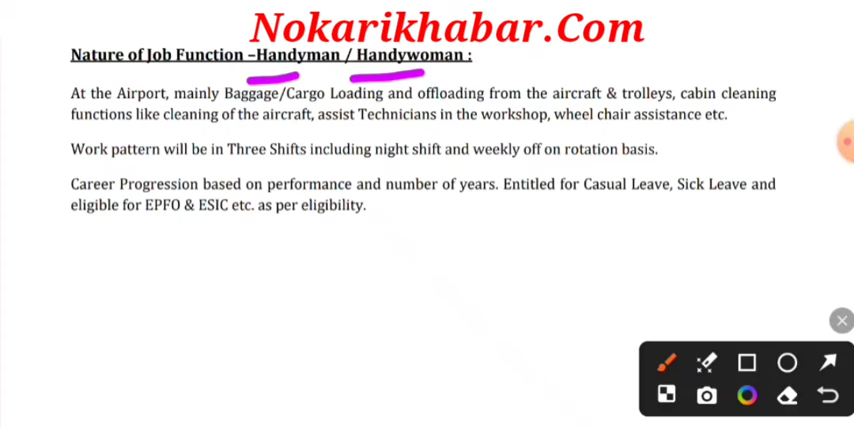 Nokarikhabar.Com
Nature of Job Function –Handyman / Handywoman :
At the Airport, mainly Baggage/Cargo Loading and offloading from the aircraft & trolleys, cabin cleaning
functions like cleaning of the aircraft, assist Technicians in the workshop, wheel chair assistance etc.
Work pattern will be in Three Shifts including night shift and weekly off on rotation basis.
Career Progression based on performance and number of years. Entitled for Casual Leave, Sick Leave and
eligible for EPFO & ESIC etc. as per eligibility.